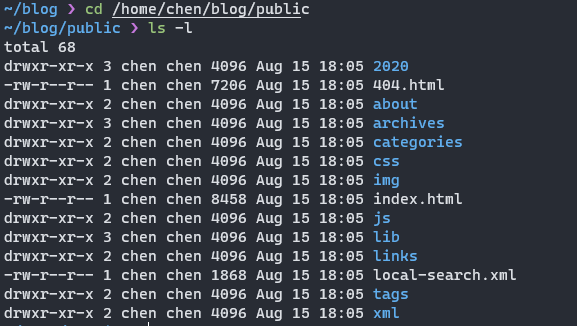 ~/blog ❯ cd /home/chen/blog/public
~/blog/public ❯ ls -l
total 68
drwxr-xr-x 3 chen chen 4096 Aug 15 18:05 2020
-rw-r--r-- 1 chen chen 7206 Aug 15 18:05 404.html
drwxr-xr-x 2 chen chen 4096 Aug 15 18:05 about
drwxr-xr-x 3 chen chen 4096 Aug 15 18:05 archives
drwxr-xr-x 2 chen chen 4096 Aug 15 18:05 categories
drwxr-xr-x 2 chen chen 4096 Aug 15 18:05 css
drwxr-xr-x 2 chen chen 4096 Aug 15 18:05 img
-rw-r--r-- 1 chen chen 8458 Aug 15 18:05 index.html
drwxr-xr-x 2 chen chen 4096 Aug 15 18:05 js
drwxr-xr-x 3 chen chen 4096 Aug 15 18:05 lib
drwxr-xr-x 2 chen chen 4096 Aug 15 18:05 links
-rw-r--r-- 1 chen chen 1868 Aug 15 18:05 local-search.xml
drwxr-xr-x 2 chen chen 4096 Aug 15 18:05 tags
drwxr-xr-x 2 chen chen 4096 Aug 15 18:05 xml